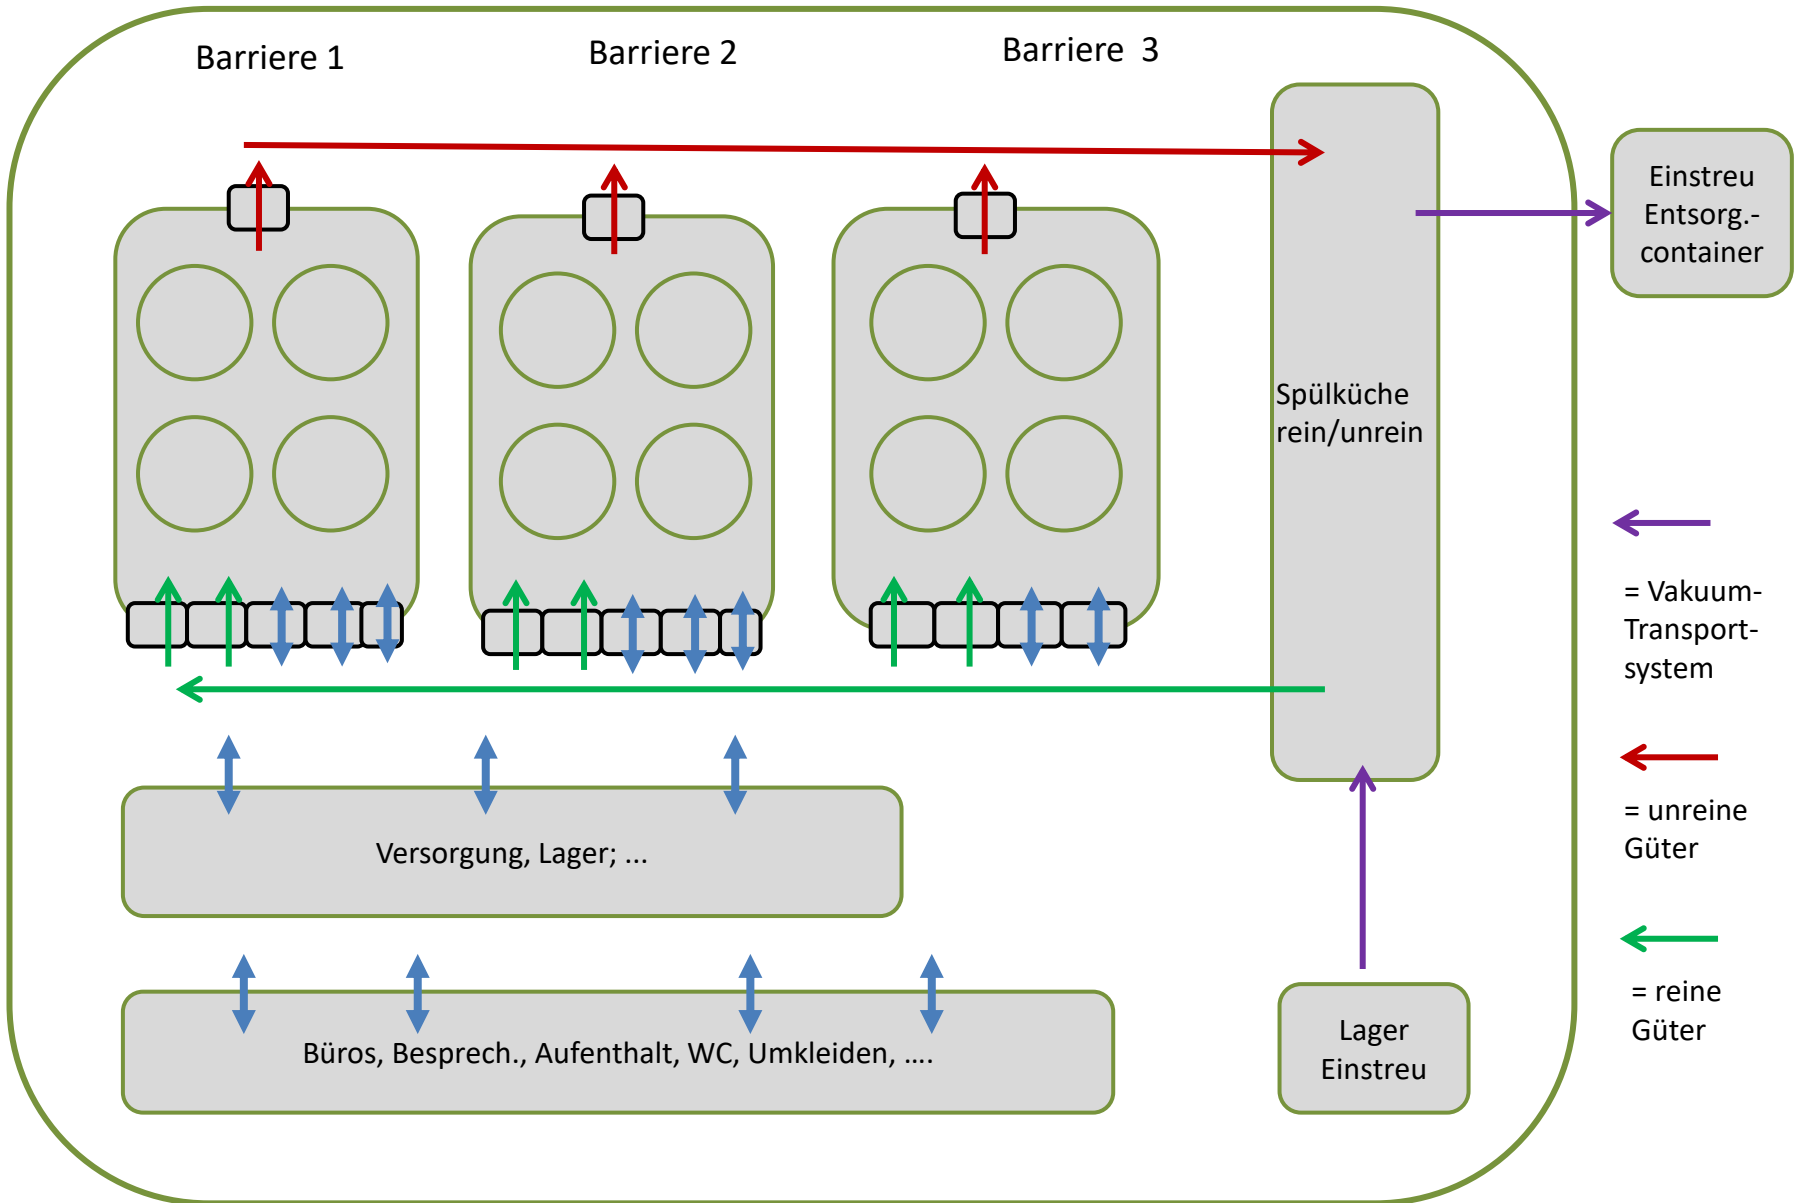 Barriere 1
Barriere 2
Barriere  3
Einstreu
Entsorg.-
container
Spülküche
rein/unrein
= Vakuum-
Transport-
system
= unreine
Güter
= reine
Güter
Versorgung, Lager; ...
Büros, Besprech., Aufenthalt, WC, Umkleiden, ....
Lager
Einstreu